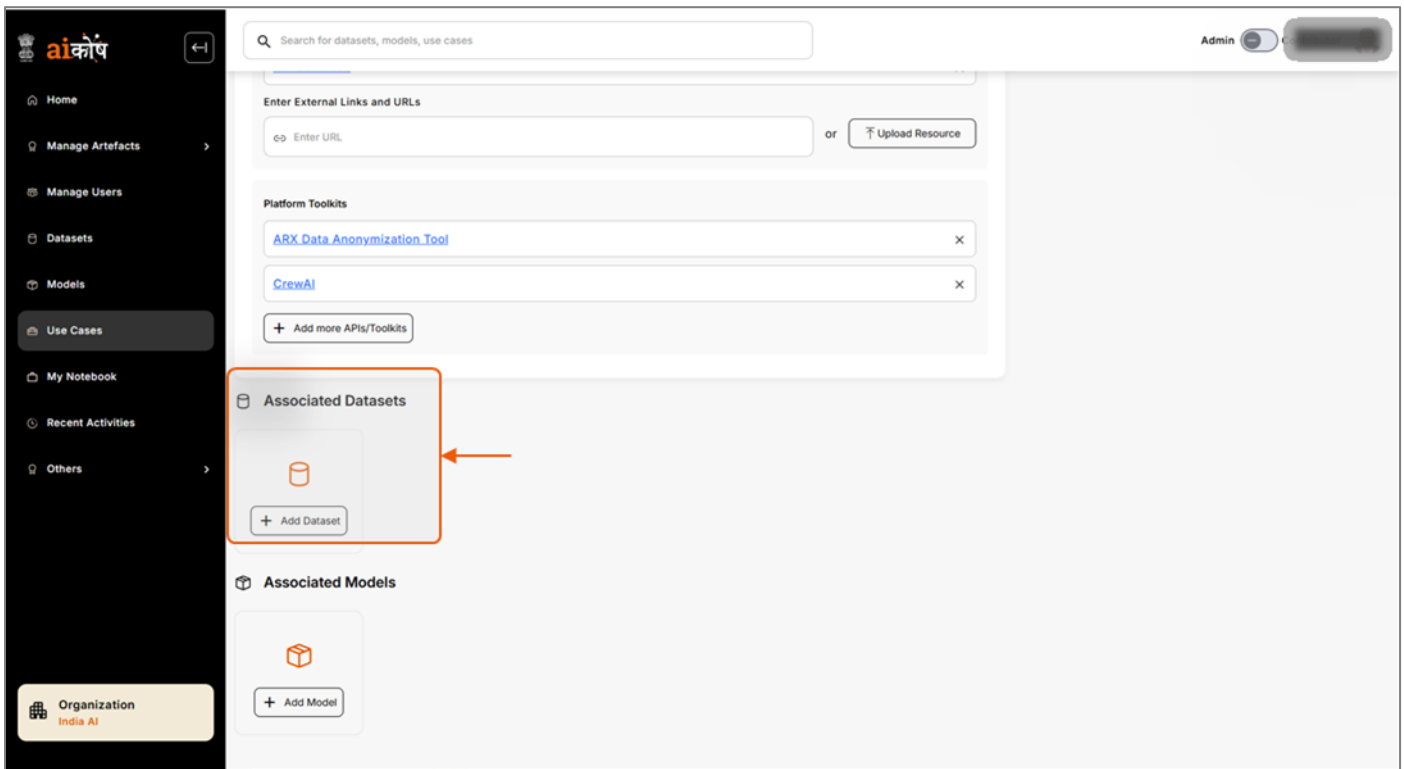 aiकोष
Search for datasets, models, use cases
Admin
Home
Manage Artefacts
Manage Users
Datasets
Models
Use Cases
My Notebook
Recent Activities
Others
Organization
India AI
Enter External Links and URLs
Enter URL
or
Upload Resource
Platform Toolkits
ARX Data Anonymization Tool
CrewAI
+ Add more APIs/Toolkits
Associated Datasets
+ Add Dataset
Associated Models
+ Add Model